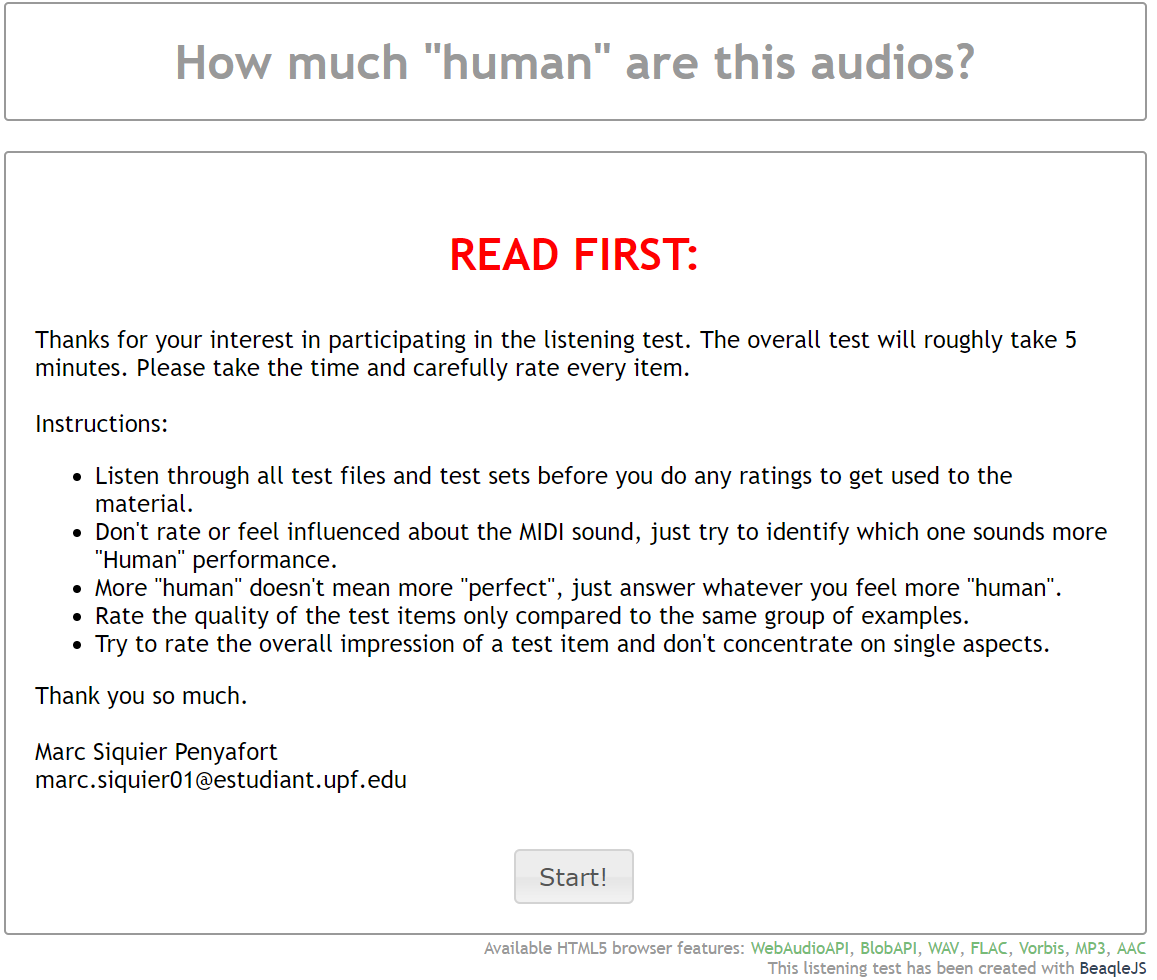 How much "human" are this audios?
READ FIRST:
Thanks for your interest in participating in the listening test. The overall test will roughly take 5
minutes. Please take the time and carefully rate every item.
Instructions:
Listen through all test files and test sets before you do any ratings to get used to the
material.
Don't rate or feel influenced about the MIDI sound, just try to identify which one sounds more
"Human" performance.
More "human" doesn't mean more "perfect", just answer whatever you feel more "human".
Rate the quality of the test items only compared to the same group of examples.
Try to rate the overall impression of a test item and don't concentrate on single aspects.
Thank you so much.
Marc Siquier Penyafort
marc.siquier01@estudiant.upf.edu
Start!
Available HTML5 browser features: WebAudioAPI, BlobAPI, WAV, FLAC, Vorbis, MP3, AAC
This listening test has been created with BeaqleJS